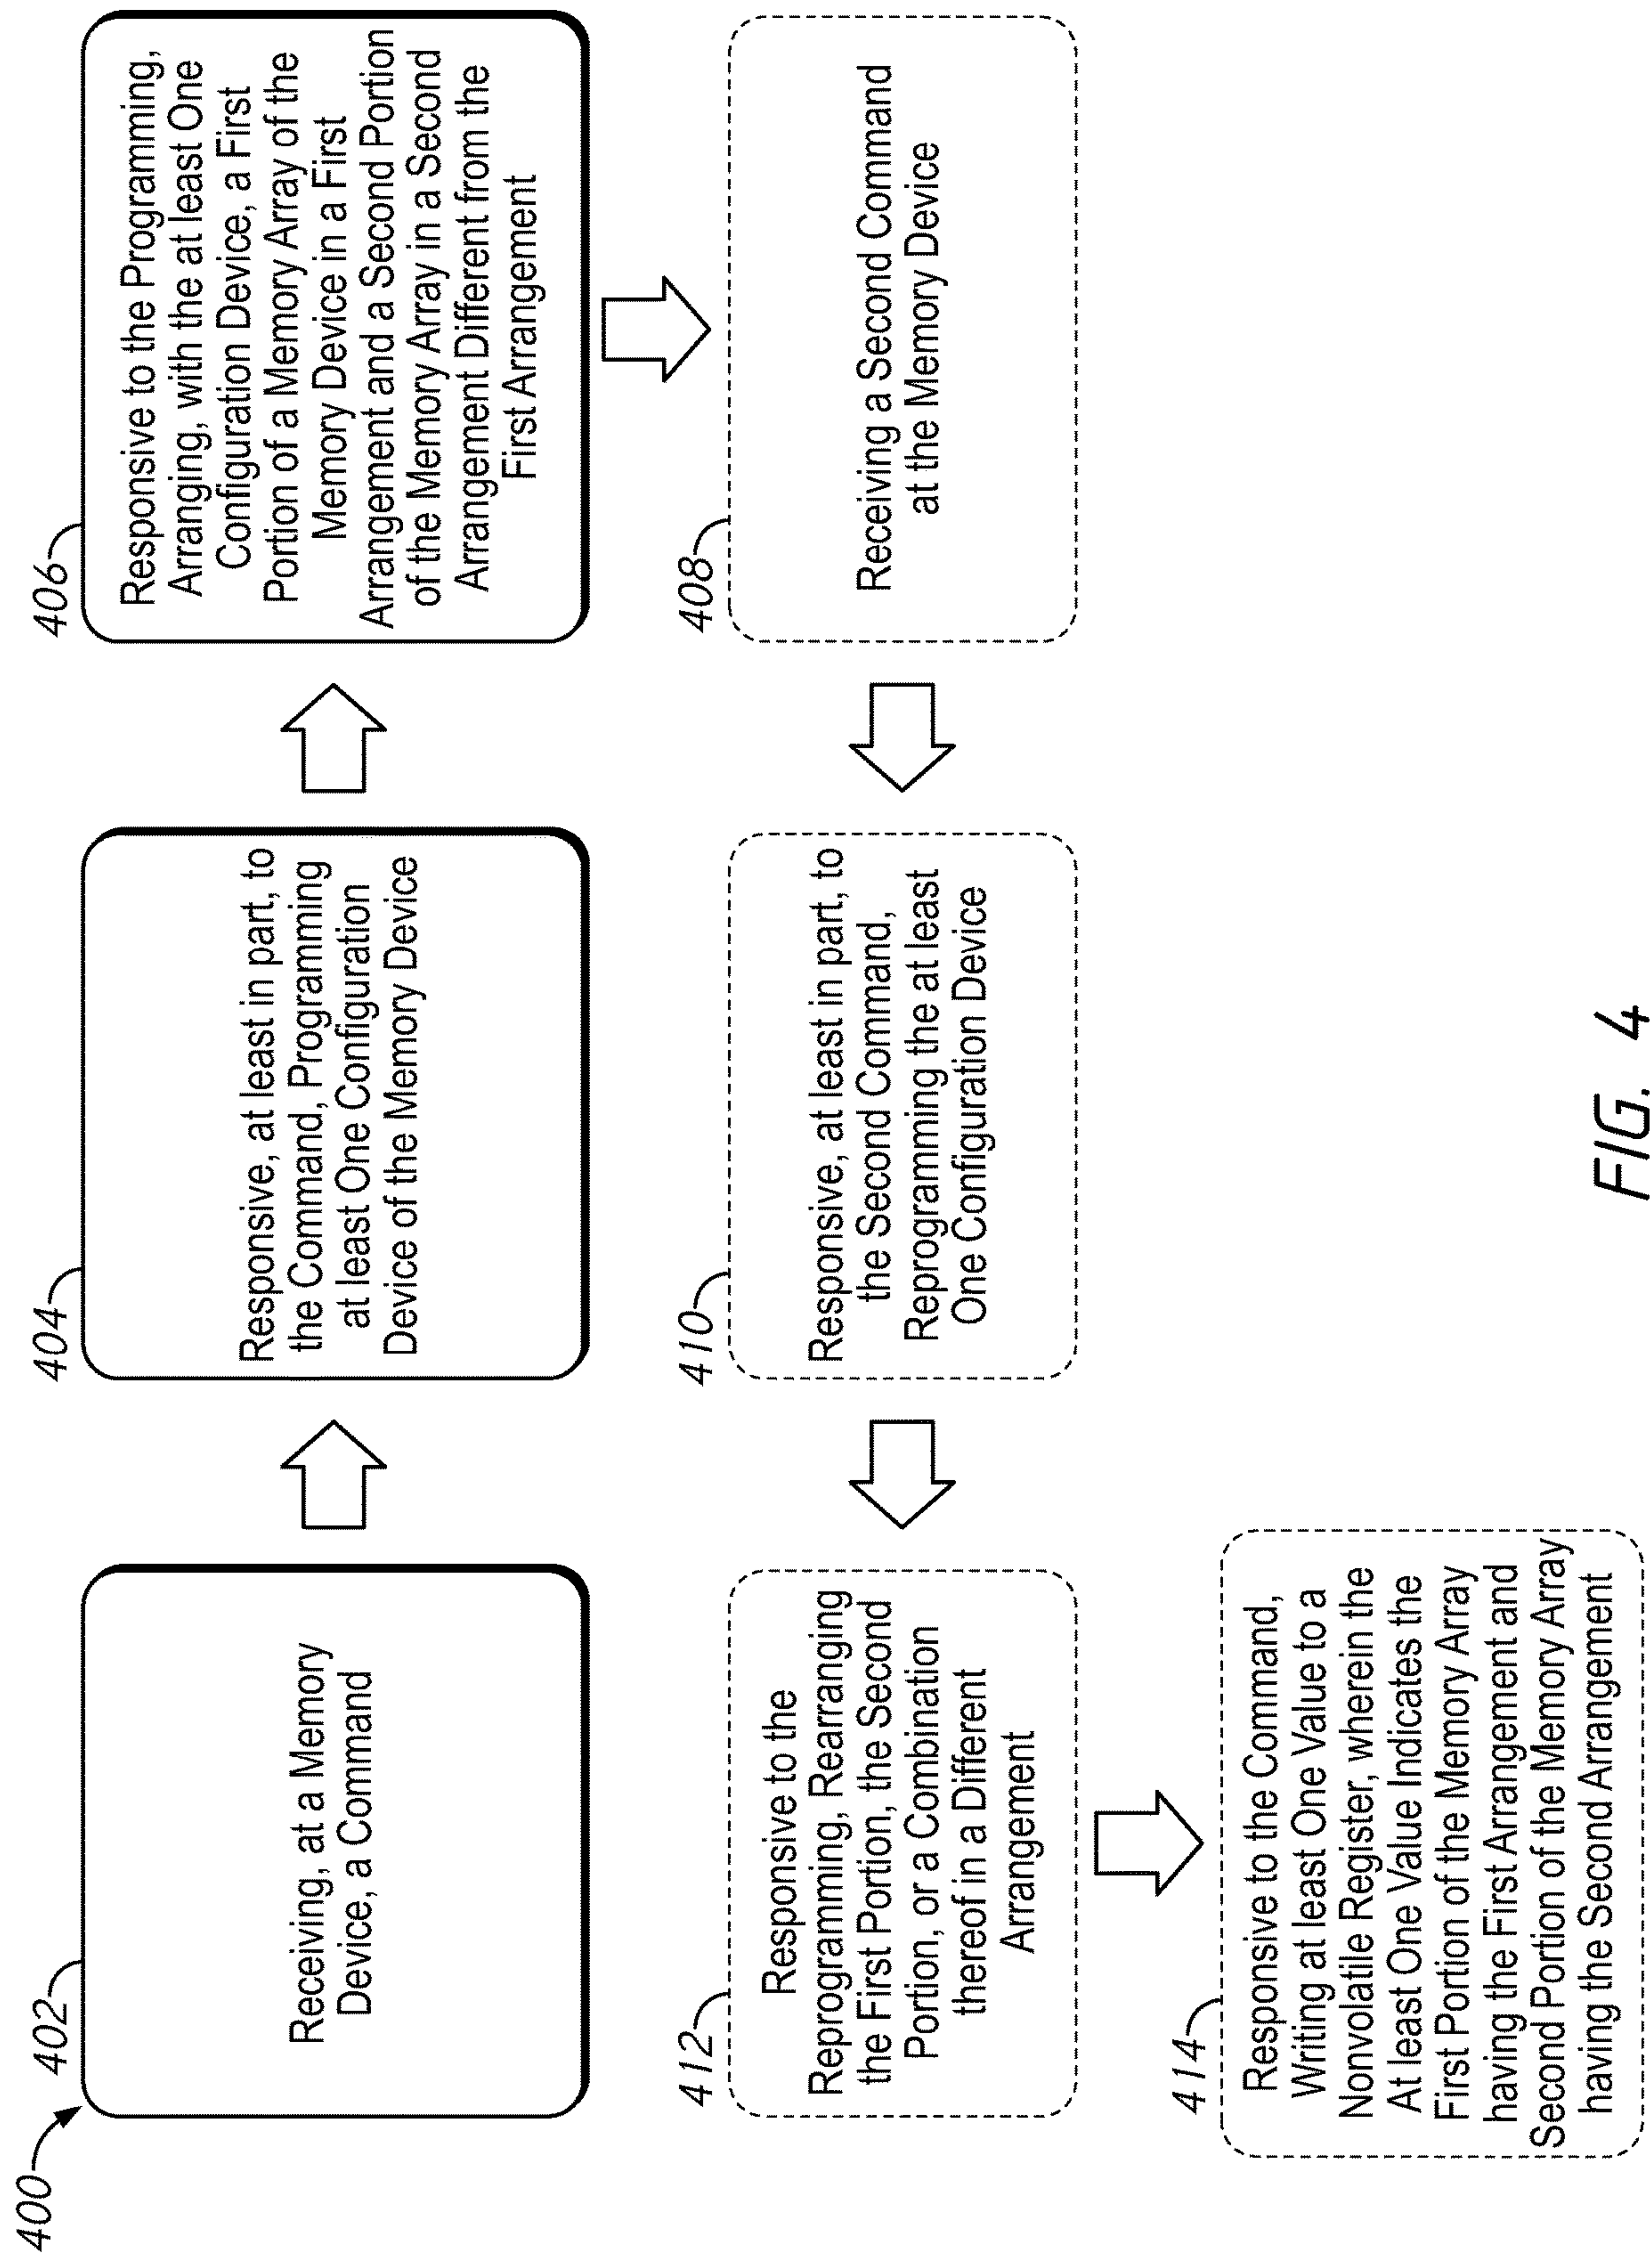 400
402
Receiving, at a Memory
Device, a Command
404
Responsive, at least in part, to
the Command, Programming
at least One Configuration
Device of the Memory Device
406
Responsive to the Programming,
Arranging, with the at least One
Configuration Device, a First
Portion of a Memory Array of the
Memory Device in a First
Arrangement and a Second Portion
of the Memory Array in a Second
Arrangement Different from the
First Arrangement
408
Receiving a Second Command
at the Memory Device
410
Responsive, at least in part, to
the Second Command,
Reprogramming the at least
One Configuration Device
412
Responsive to the
Reprogramming, Rearranging
the First Portion, the Second
Portion, or a Combination
thereof in a Different
Arrangement
414
Responsive to the Command,
Writing at least One Value to a
Nonvolatile Register, wherein the
At least One Value Indicates the
First Portion of the Memory Array
having the First Arrangement and
Second Portion of the Memory Array
having the Second Arrangement
FIG. 4